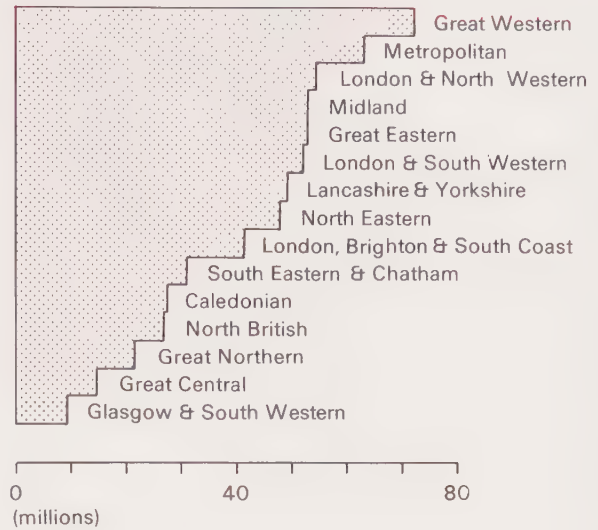 Great Western
Metropolitan
London & North Western
Midland
Great Eastern
London & South Western
Lancashire & Yorkshire
North Eastern
London, Brighton & South Coast
South Eastern & Chatham
Caledonian
North British
Great Northern
Great Central
Glasgow & South Western
0 40 80
(millions)